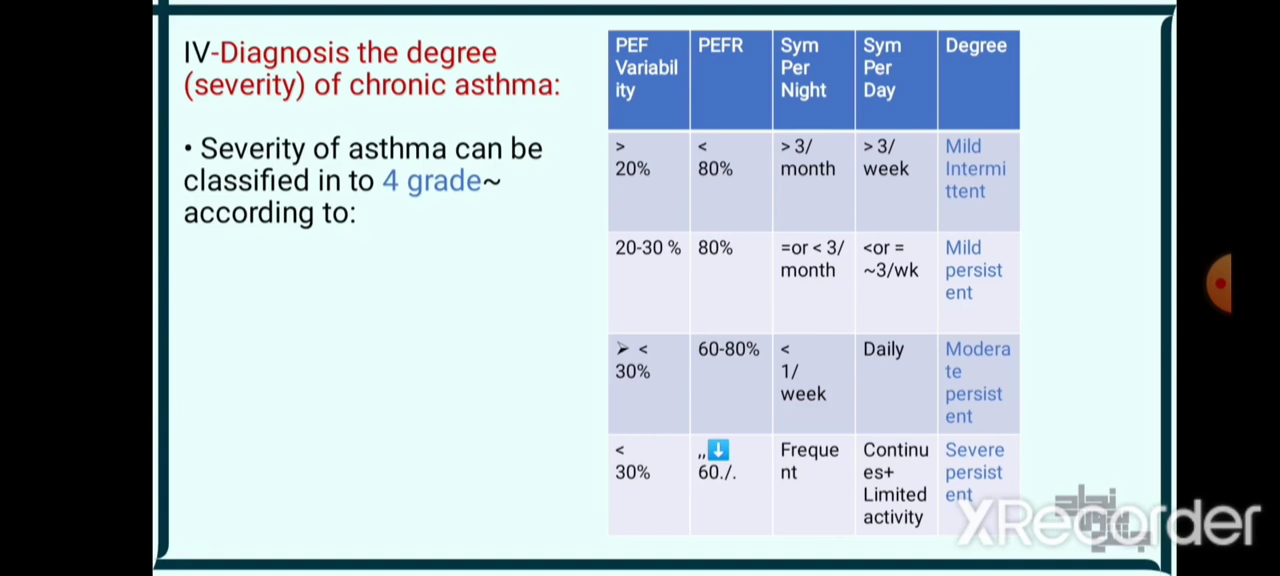 IV-Diagnosis the degree
(severity) of chronic asthma:
• Severity of asthma can be
classified in to 4 grade~
according to:
PEF Variabil ity | PEFR | Sym Per Night | Sym Per Day | Degree
> 20% | < 80% | > 3/ month | > 3/ week | Mild Intermi ttent
20-30 % | 80% | =or < 3/ month | <or = ~3/wk | Mild persist ent
➢ < 30% | 60-80% | < 1/ week | Daily | Modera te persist ent
< 30% | ,,⬇ 60./. | Freque nt | Continu es+ Limited activity | Severe persist ent
XRecorder